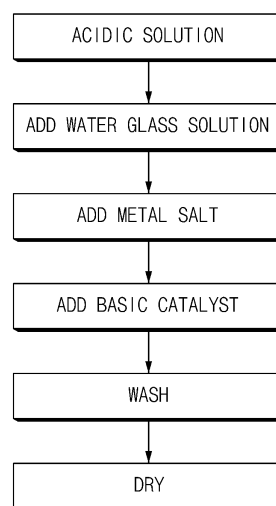 ACIDIC SOLUTION
ADD WATER GLASS SOLUTION
ADD METAL SALT
ADD BASIC CATALYST
WASH
DRY